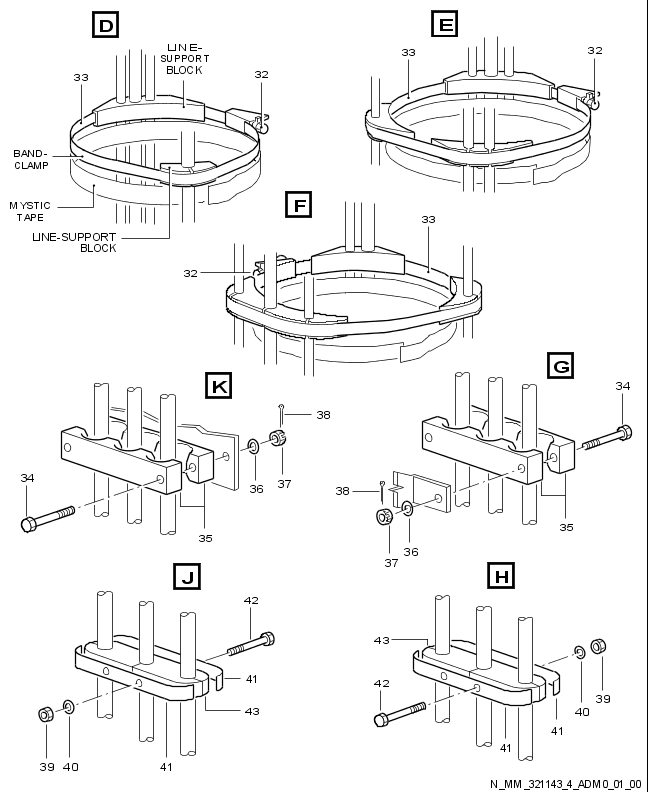 D
LINE-
SUPPORT
BLOCK
33
32
BAND-
CLAMP
MYSTIC
TAPE
LINE-SUPPORT
BLOCK
E
33
32
F
33
32
K
38
36
37
34
35
G
34
38
36
37
35
J
42
41
43
39
40
41
H
43
42
39
40
41
41
N_MM_321143_4_ADM0_01_00